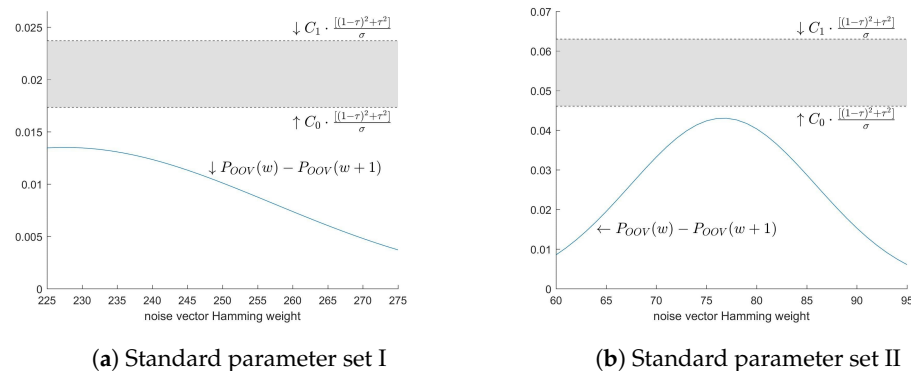 0.025
0.02
0.015
0.01
0.005
0
↓ C₁ · [(1−τ)²+τ²]/σ
↑ C₀ · [(1−τ)²+τ²]/σ
↓ P_OOV(w) − P_OOV(w + 1)
225 230 235 240 245 250 255 260 265 270 275
noise vector Hamming weight
(a) Standard parameter set I
0.07
0.06
0.05
0.04
0.03
0.02
0.01
0
↓ C₁ · [(1−τ)²+τ²]/σ
↑ C₀ · [(1−τ)²+τ²]/σ
← P_OOV(w) − P_OOV(w + 1)
60 65 70 75 80 85 90 95
noise vector Hamming weight
(b) Standard parameter set II